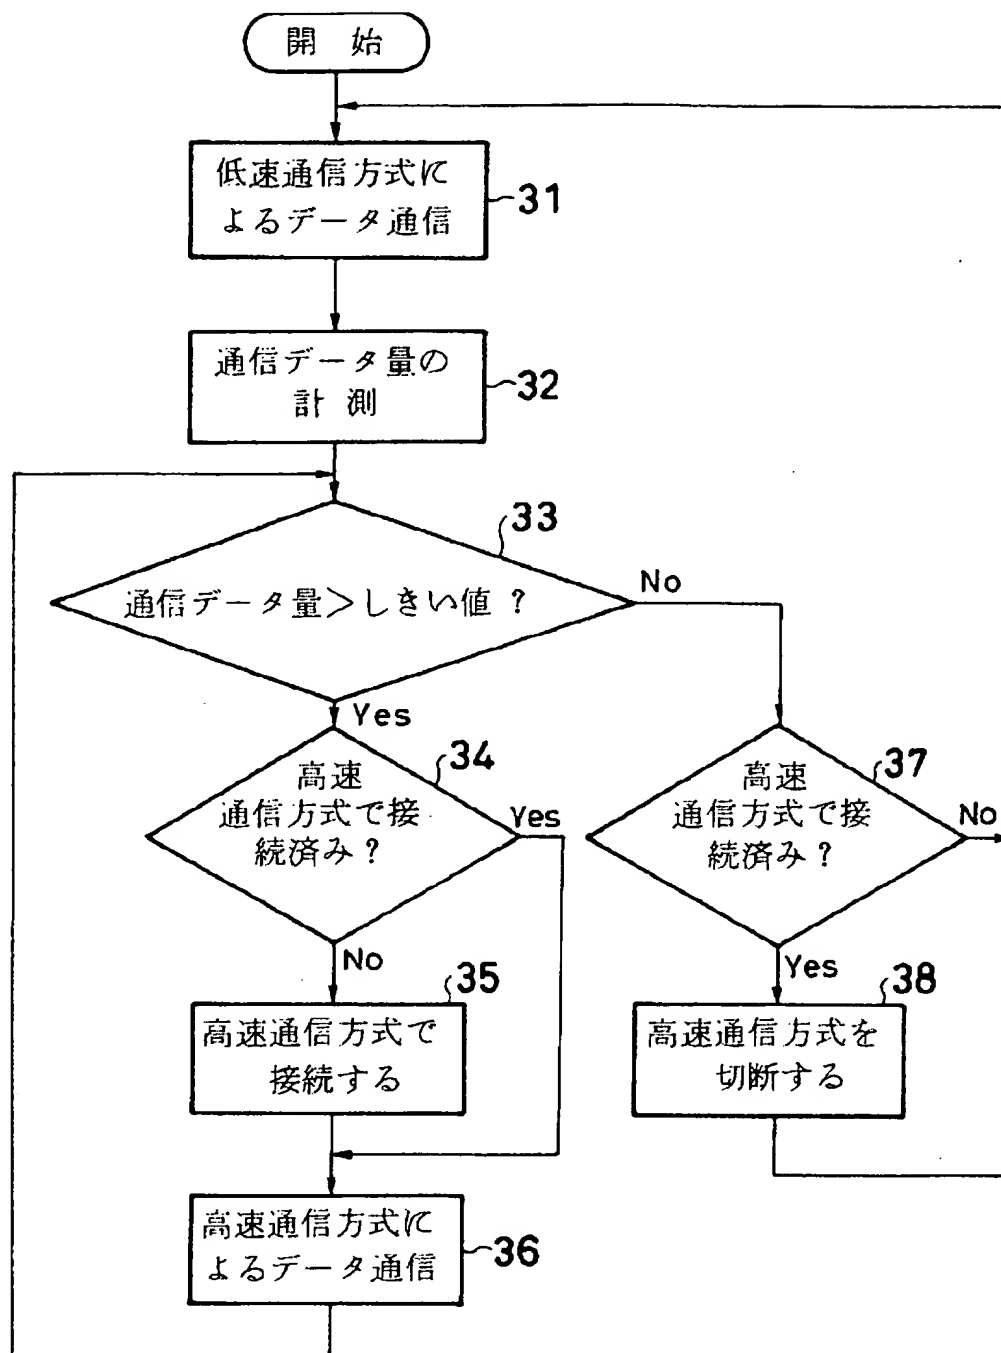 開 始
低速通信方式に
よるデータ通信
31
通信データ量の
計 測
32
33
通信データ量>しきい値?
No
Yes
34
高速
通信方式で接
続済み?
Yes
No
37
高速
通信方式で接
続済み?
No
Yes
35
高速通信方式で
接続する
38
高速通信方式を
切断する
高速通信方式に
よるデータ通信
36